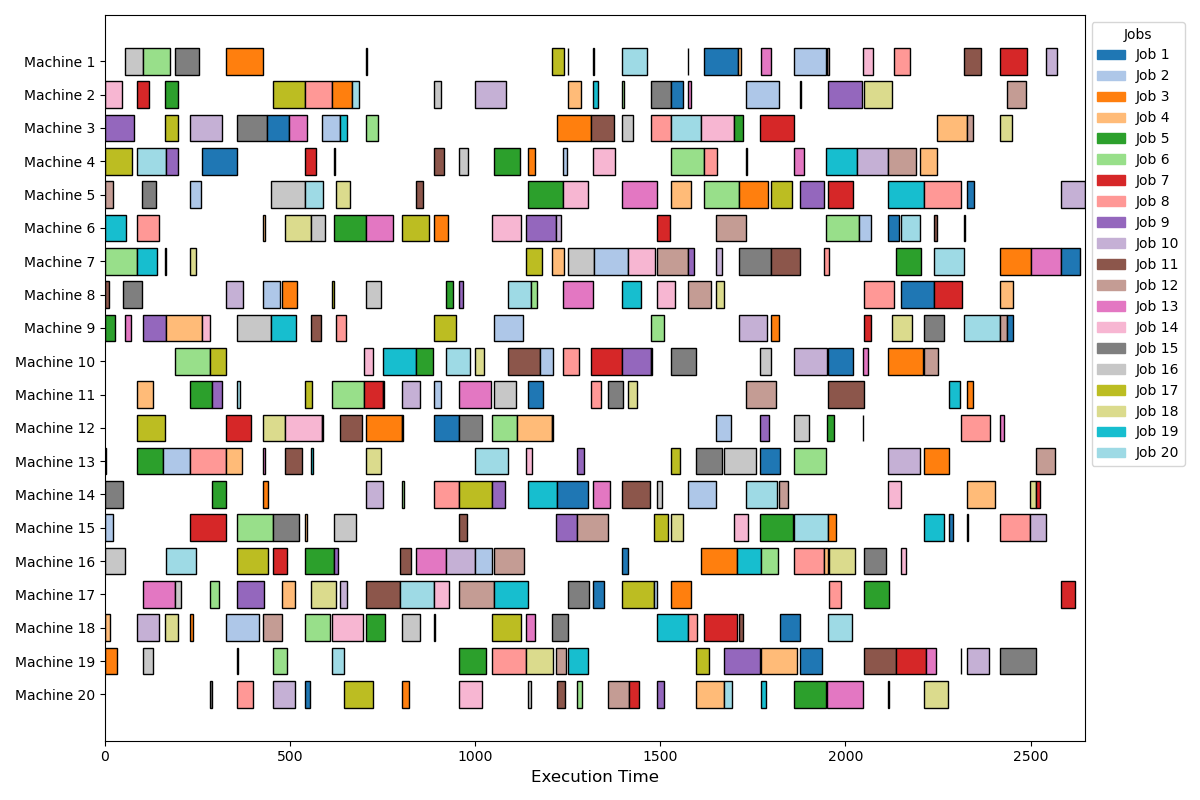 Machine 1
Machine 2
Machine 3
Machine 4
Machine 5
Machine 6
Machine 7
Machine 8
Machine 9
Machine 10
Machine 11
Machine 12
Machine 13
Machine 14
Machine 15
Machine 16
Machine 17
Machine 18
Machine 19
Machine 20
0 500 1000 1500 2000 2500
Execution Time
Jobs
Job 1
Job 2
Job 3
Job 4
Job 5
Job 6
Job 7
Job 8
Job 9
Job 10
Job 11
Job 12
Job 13
Job 14
Job 15
Job 16
Job 17
Job 18
Job 19
Job 20